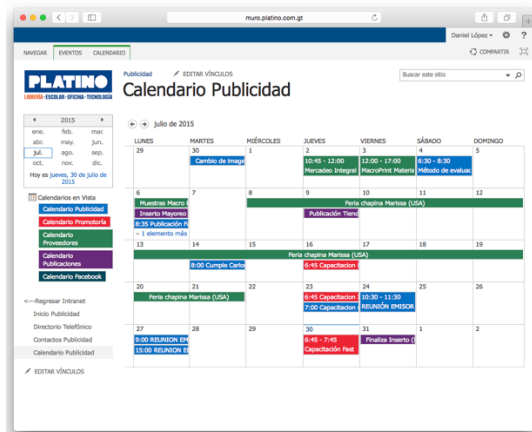 muro.platino.com.gt
Daniel López
NAVEGAR EVENTOS CALENDARIO
COMPARTIR
PLATINO
LIBRERÍA·ESCOLAR·OFICINA·TECNOLOGÍA
Publicidad
EDITAR VÍNCULOS
Calendario Publicidad
Buscar este sitio
2015
ene. feb. mar.
abr. may. jun.
jul. ago. sep.
oct. nov. dic.
Hoy es jueves, 30 de julio de
2015
Calendarios en Vista
Calendario Publicidad
Calendario Promotoría
Calendario
Proveedores
Calendario
Publicaciones
Calendario Facebook
<--Regresar Intranet
Inicio Publicidad
Directorio Telefónico
Contactos Publicidad
Calendario Publicidad
EDITAR VÍNCULOS
julio de 2015
LUNES MARTES MIÉRCOLES JUEVES VIERNES SÁBADO DOMINGO
29 30 1 2 3 4 5
Cambio de Image
10:45 - 12:00
Mercadeo Integral
12:00 - 17:00
MacroPrint Materia
6:30 - 8:30
Método de evaluac
6 7 8 9 10 11 12
Muestras Macro
Feria chapina Marissa (USA)
Inserto Mayoreo
Publicación Tiend
8:35 Publicación
+ 1 elemento más
13 14 15 16 17 18 19
Feria chapina Marissa (USA)
8:00 Cumple Carlo
6:45 Capacitacion
20 21 22 23 24 25 26
Feria chapina Marissa (USA)
6:45 Capacitacion
7:00 Capacitacion
10:30 - 11:30
REUNIÓN EMISOR
27 28 29 30 31 1 2
9:00 REUNION EM
15:00 REUNION E
6:45 - 7:45
Capacitación Fest
Finaliza Inserto